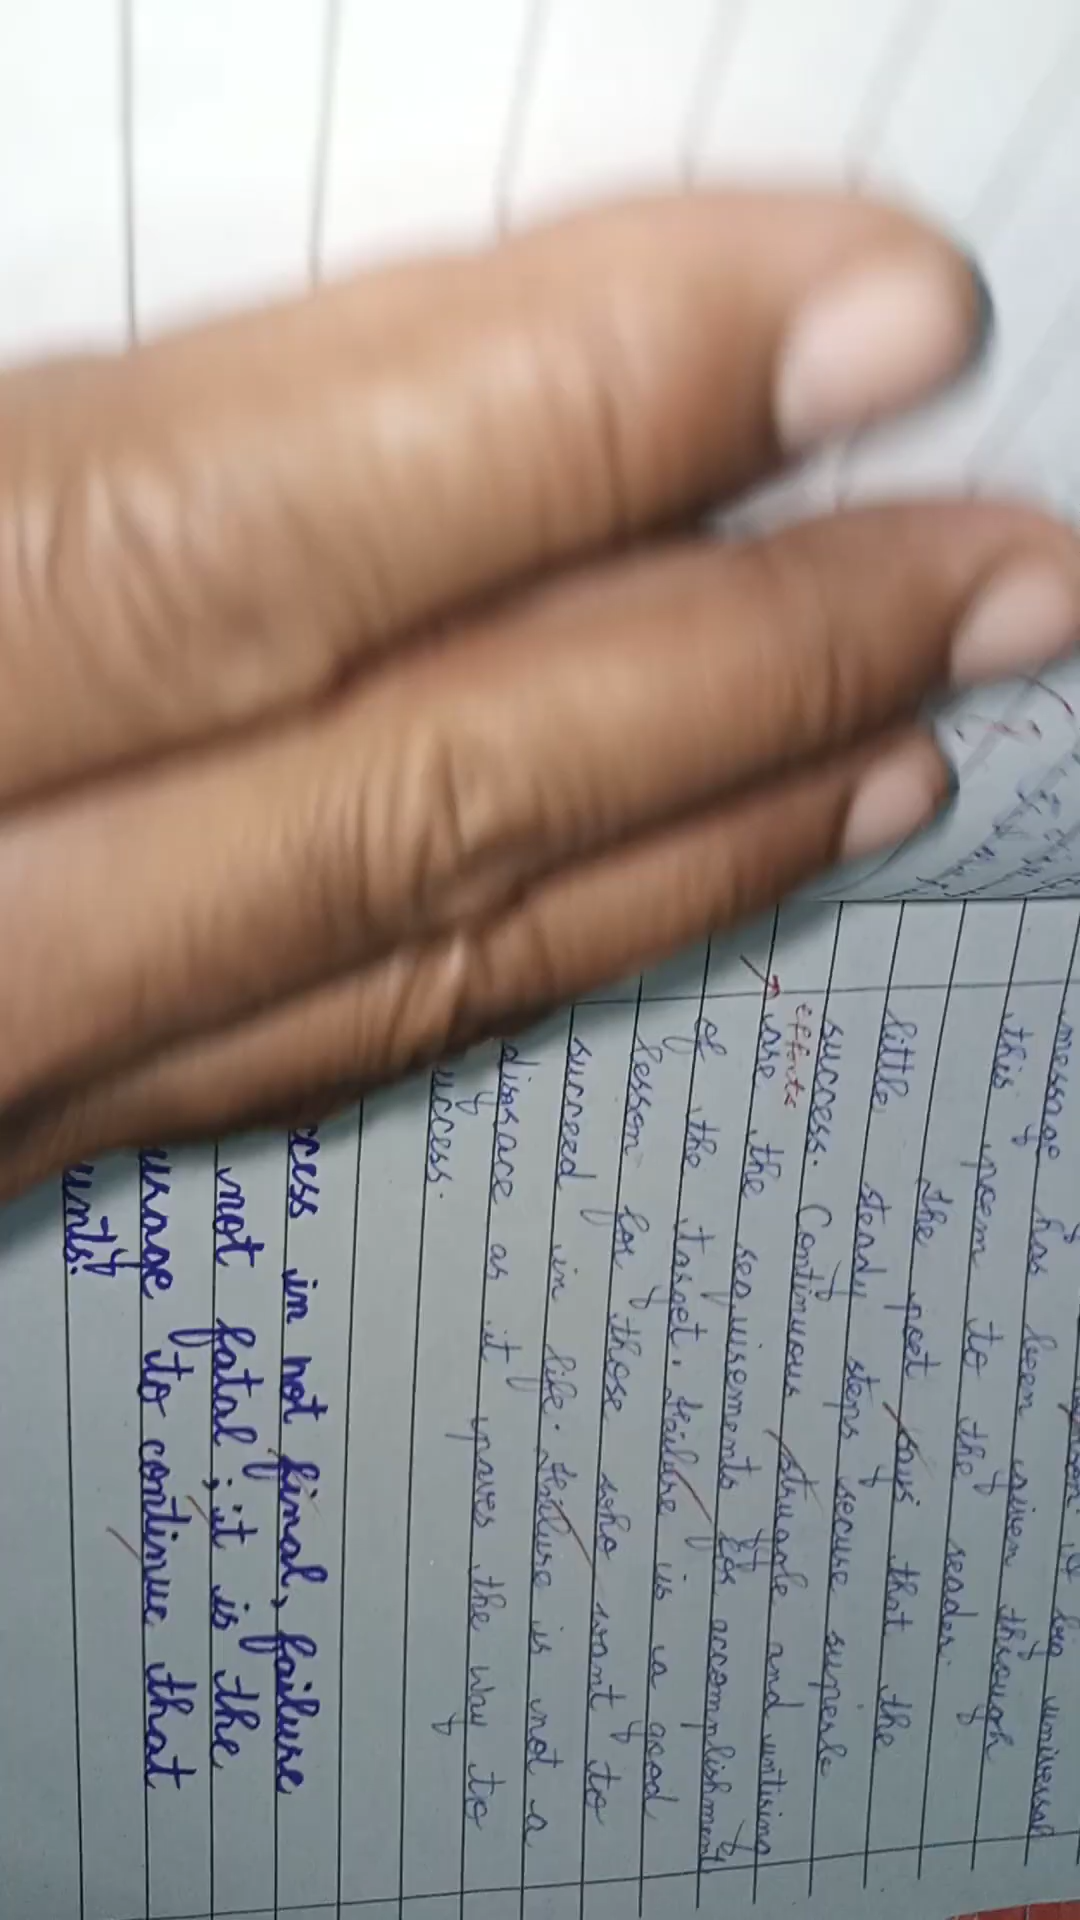 message has been given through
this poem to the reader.
the poet says that the
little steady steps secure superb
success. Continuous struggle and untiring
efforts
are the requirements for accomplishment
of the target. Failure is a good
lesson for those who want to
succeed in life. Failure is not a
disgrace as it paves the way to
uccess.
ccess in not final, failure
not fatal ; it is the
urage to continue that
unts.